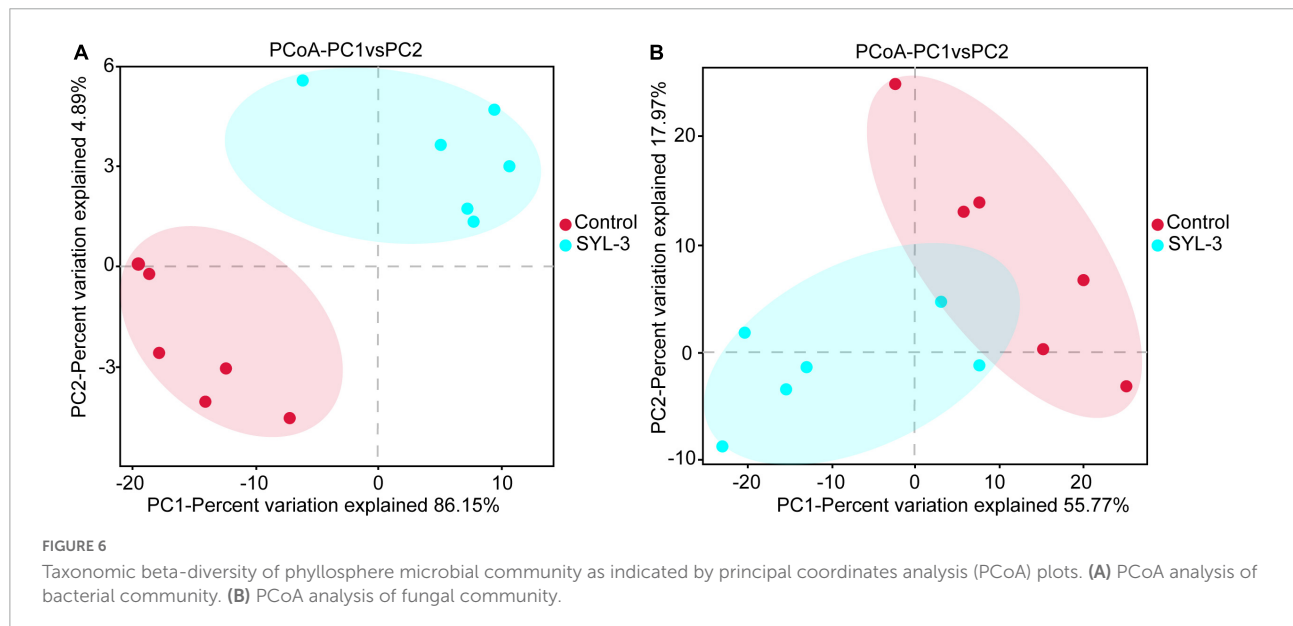 A
PCoA-PC1vsPC2
6
3
0
-3
PC2-Percent variation explained 4.89%
-20
-10
0
10
PC1-Percent variation explained 86.15%
Control
SYL-3
B
PCoA-PC1vsPC2
20
10
0
-10
PC2-Percent variation explained 17.97%
-20
-10
0
10
20
PC1-Percent variation explained 55.77%
Control
SYL-3
FIGURE 6
Taxonomic beta-diversity of phyllosphere microbial community as indicated by principal coordinates analysis (PCoA) plots. (A) PCoA analysis of
bacterial community. (B) PCoA analysis of fungal community.